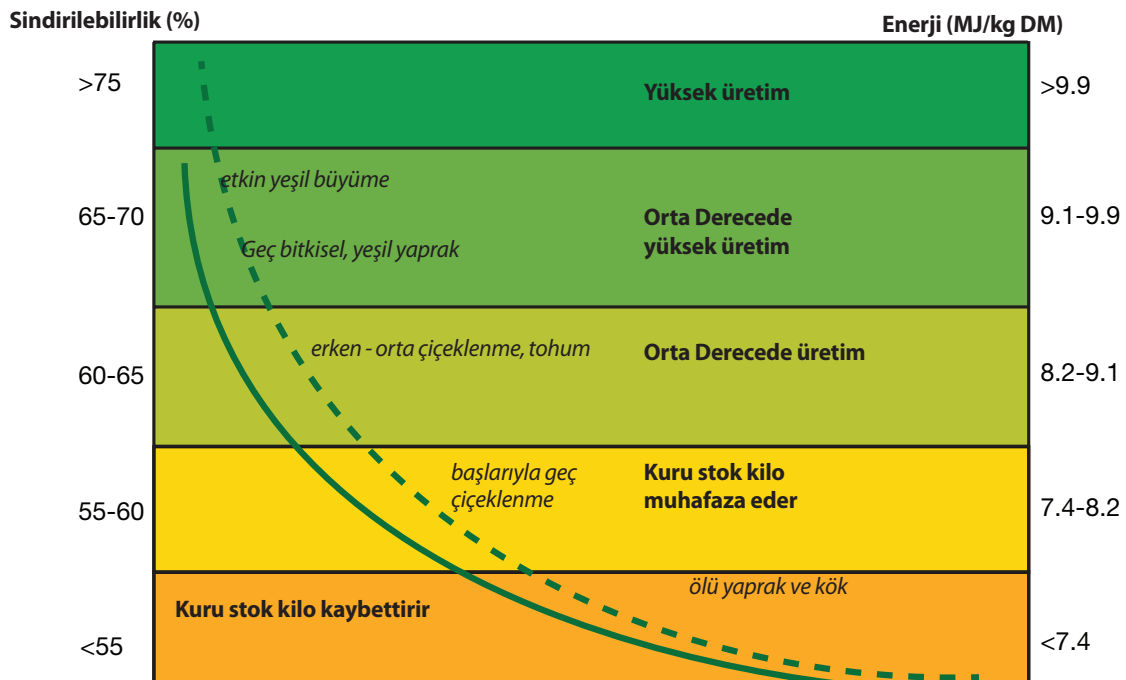 Sindirilebilirlik (%)
Enerji (MJ/kg DM)
>75
Yüksek üretim
>9.9
etkin yeşil büyüme
65-70
Orta Derecede
yüksek üretim
9.1-9.9
Geç bitkisel, yeşil yaprak
erken - orta çiçeklenme, tohum
Orta Derecede üretim
60-65
8.2-9.1
başlarıyla geç
çiçeklenme
Kuru stok kilo
muhafaza eder
55-60
7.4-8.2
ölü yaprak ve kök
Kuru stok kilo kaybettirir
<55
<7.4